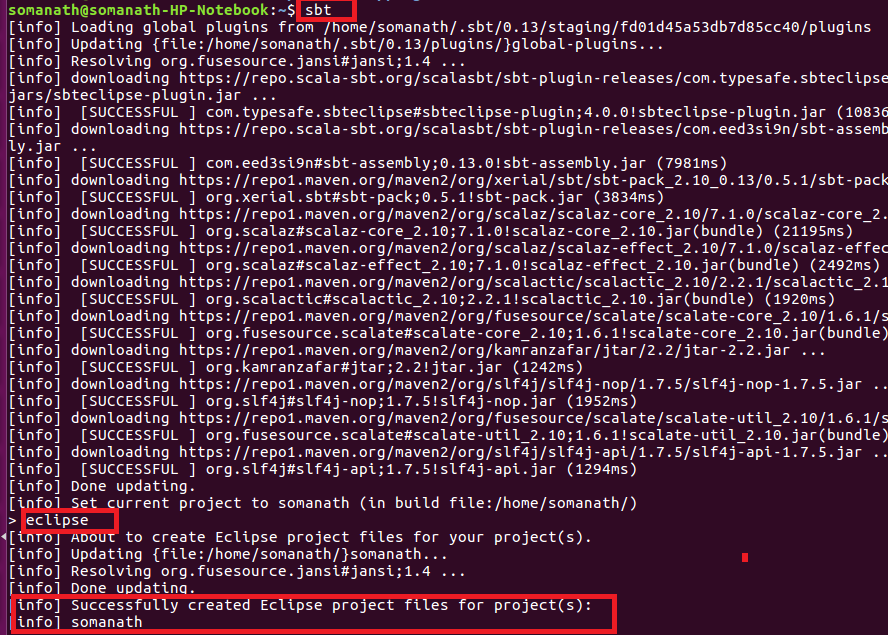 somanath@somanath-HP-Notebook:~$ sbt
[info] Loading global plugins from /home/somanath/.sbt/0.13/staging/fd01d45a53db7d85cc40/plugins
[info] Updating {file:/home/somanath/.sbt/0.13/plugins/}global-plugins...
[info] Resolving org.fusesource.jansi#jansi;1.4 ...
[info] downloading https://repo.scala-sbt.org/scalasbt/sbt-plugin-releases/com.typesafe.sbteclipse
jars/sbteclipse-plugin.jar ...
[info]  [SUCCESSFUL ] com.typesafe.sbteclipse#sbteclipse-plugin;4.0.0!sbteclipse-plugin.jar (10836
[info] downloading https://repo.scala-sbt.org/scalasbt/sbt-plugin-releases/com.eed3si9n/sbt-assemb
ly.jar ...
[info]  [SUCCESSFUL ] com.eed3si9n#sbt-assembly;0.13.0!sbt-assembly.jar (7981ms)
[info] downloading https://repo1.maven.org/maven2/org/xerial/sbt/sbt-pack_2.10_0.13/0.5.1/sbt-pack
[info]  [SUCCESSFUL ] org.xerial.sbt#sbt-pack;0.5.1!sbt-pack.jar (3834ms)
[info] downloading https://repo1.maven.org/maven2/org/scalaz/scalaz-core_2.10/7.1.0/scalaz-core_2.
[info]  [SUCCESSFUL ] org.scalaz#scalaz-core_2.10;7.1.0!scalaz-core_2.10.jar(bundle) (21195ms)
[info] downloading https://repo1.maven.org/maven2/org/scalaz/scalaz-effect_2.10/7.1.0/scalaz-effec
[info]  [SUCCESSFUL ] org.scalaz#scalaz-effect_2.10;7.1.0!scalaz-effect_2.10.jar(bundle) (2492ms)
[info] downloading https://repo1.maven.org/maven2/org/scalactic/scalactic_2.10/2.2.1/scalactic_2.1
[info]  [SUCCESSFUL ] org.scalactic#scalactic_2.10;2.2.1!scalactic_2.10.jar(bundle) (1920ms)
[info] downloading https://repo1.maven.org/maven2/org/fusesource/scalate/scalate-core_2.10/1.6.1/s
[info]  [SUCCESSFUL ] org.fusesource.scalate#scalate-core_2.10;1.6.1!scalate-core_2.10.jar(bundle)
[info] downloading https://repo1.maven.org/maven2/org/kamranzafar/jtar/2.2/jtar-2.2.jar ...
[info]  [SUCCESSFUL ] org.kamranzafar#jtar;2.2!jtar.jar (1242ms)
[info] downloading https://repo1.maven.org/maven2/org/slf4j/slf4j-nop/1.7.5/slf4j-nop-1.7.5.jar ..
[info]  [SUCCESSFUL ] org.slf4j#slf4j-nop;1.7.5!slf4j-nop.jar (1952ms)
[info] downloading https://repo1.maven.org/maven2/org/fusesource/scalate/scalate-util_2.10/1.6.1/s
[info]  [SUCCESSFUL ] org.fusesource.scalate#scalate-util_2.10;1.6.1!scalate-util_2.10.jar(bundle)
[info] downloading https://repo1.maven.org/maven2/org/slf4j/slf4j-api/1.7.5/slf4j-api-1.7.5.jar ..
[info]  [SUCCESSFUL ] org.slf4j#slf4j-api;1.7.5!slf4j-api.jar (1294ms)
[info] Done updating.
[info] Set current project to somanath (in build file:/home/somanath/)
> eclipse
[info] About to create Eclipse project files for your project(s).
[info] Updating {file:/home/somanath/}somanath...
[info] Resolving org.fusesource.jansi#jansi;1.4 ...
[info] Done updating.
[info] Successfully created Eclipse project files for project(s):
[info] somanath